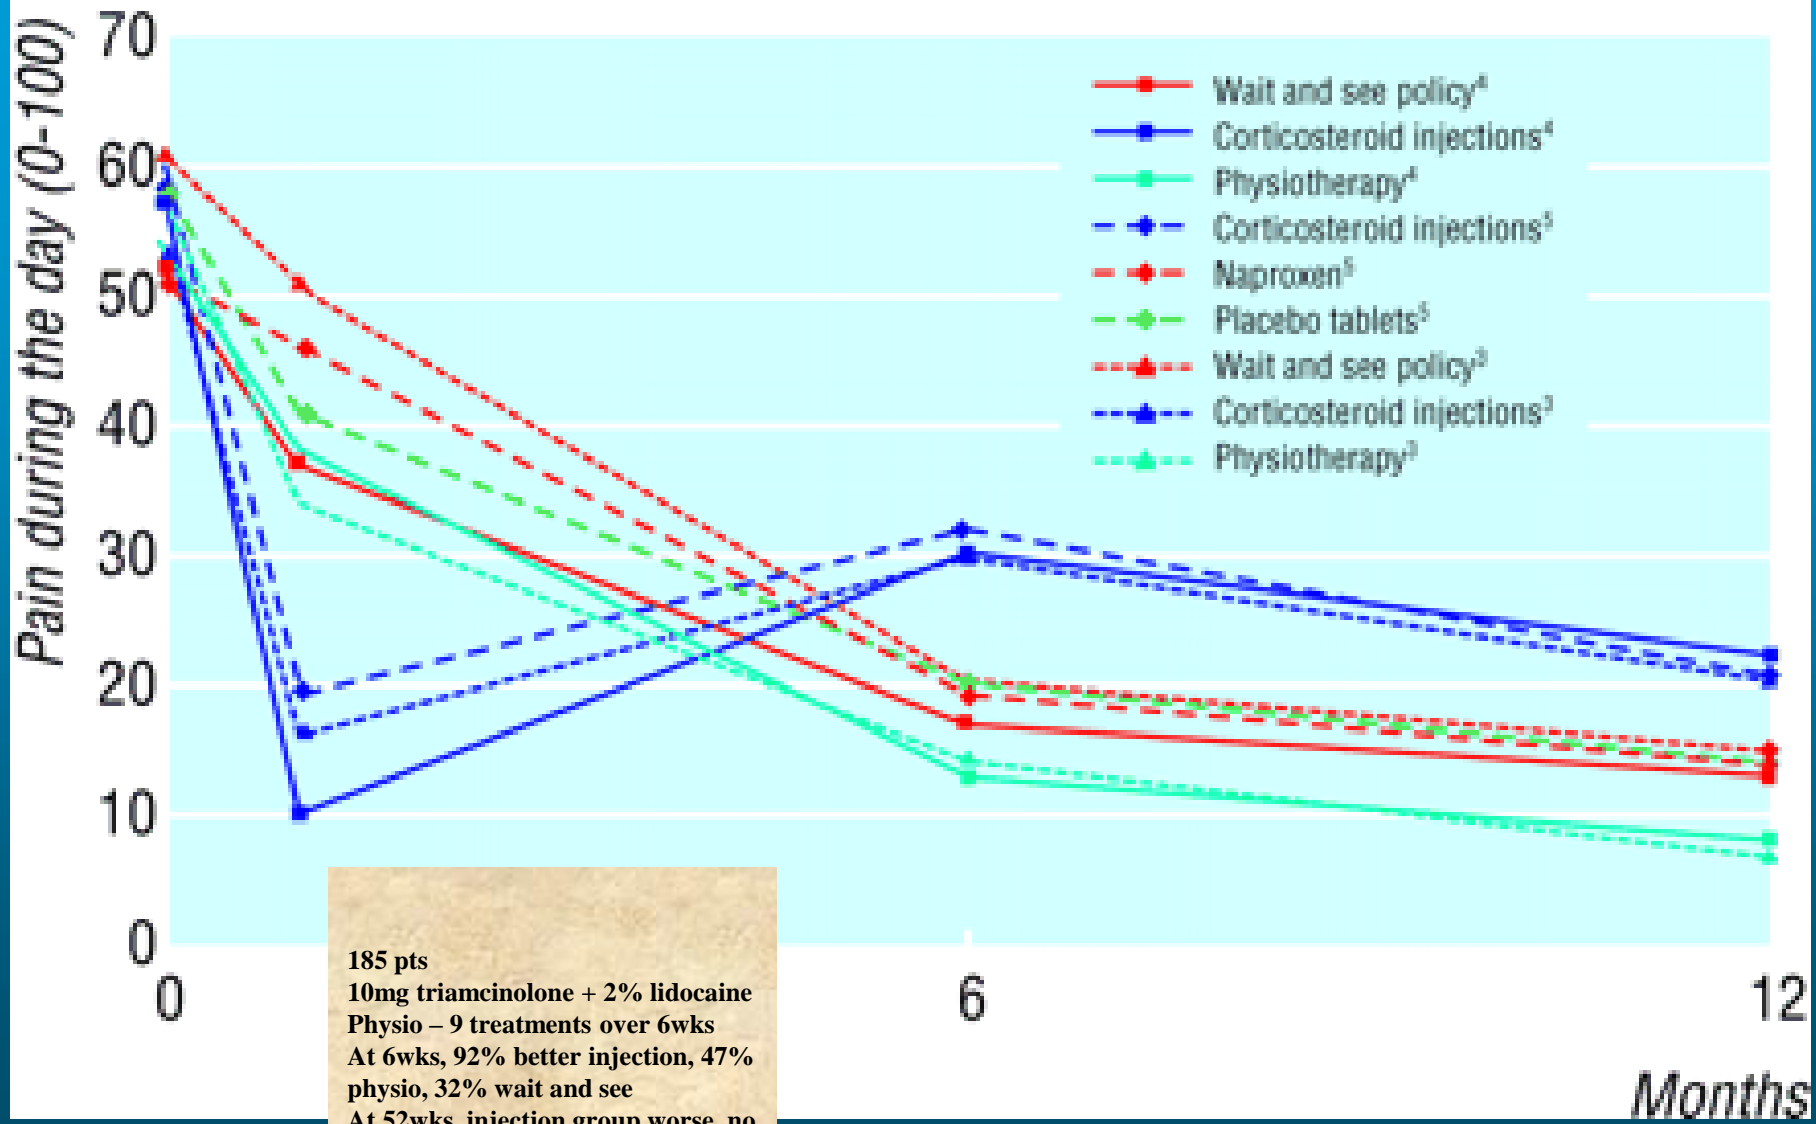 Pain during the day (0-100)
70
60
50
40
30
20
10
0
0
6
12
Months
Wait and see policy⁴
Corticosteroid injections⁴
Physiotherapy⁴
Corticosteroid injections⁵
Naproxen⁵
Placebo tablets⁵
Wait and see policy³
Corticosteroid injections³
Physiotherapy³
185 pts
10mg triamcinolone + 2% lidocaine
Physio – 9 treatments over 6wks
At 6wks, 92% better injection, 47%
physio, 32% wait and see
At 52wks, injection group worse, no